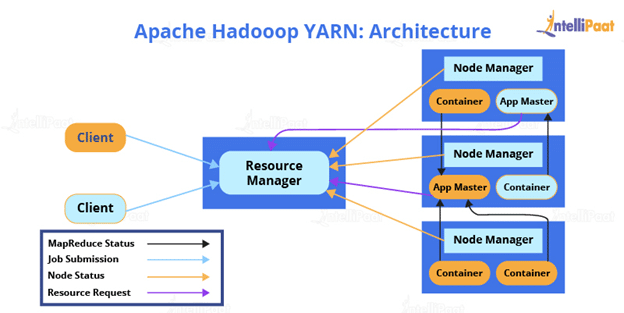 Apache Hadooop YARN: Architecture
INTELLIPAAT
Node Manager
Container
App Master
Client
Node Manager
Resource
Manager
App Master
Container
Client
Node Manager
MapReduce Status
Job Submission
Node Status
Resource Request
Container
Container